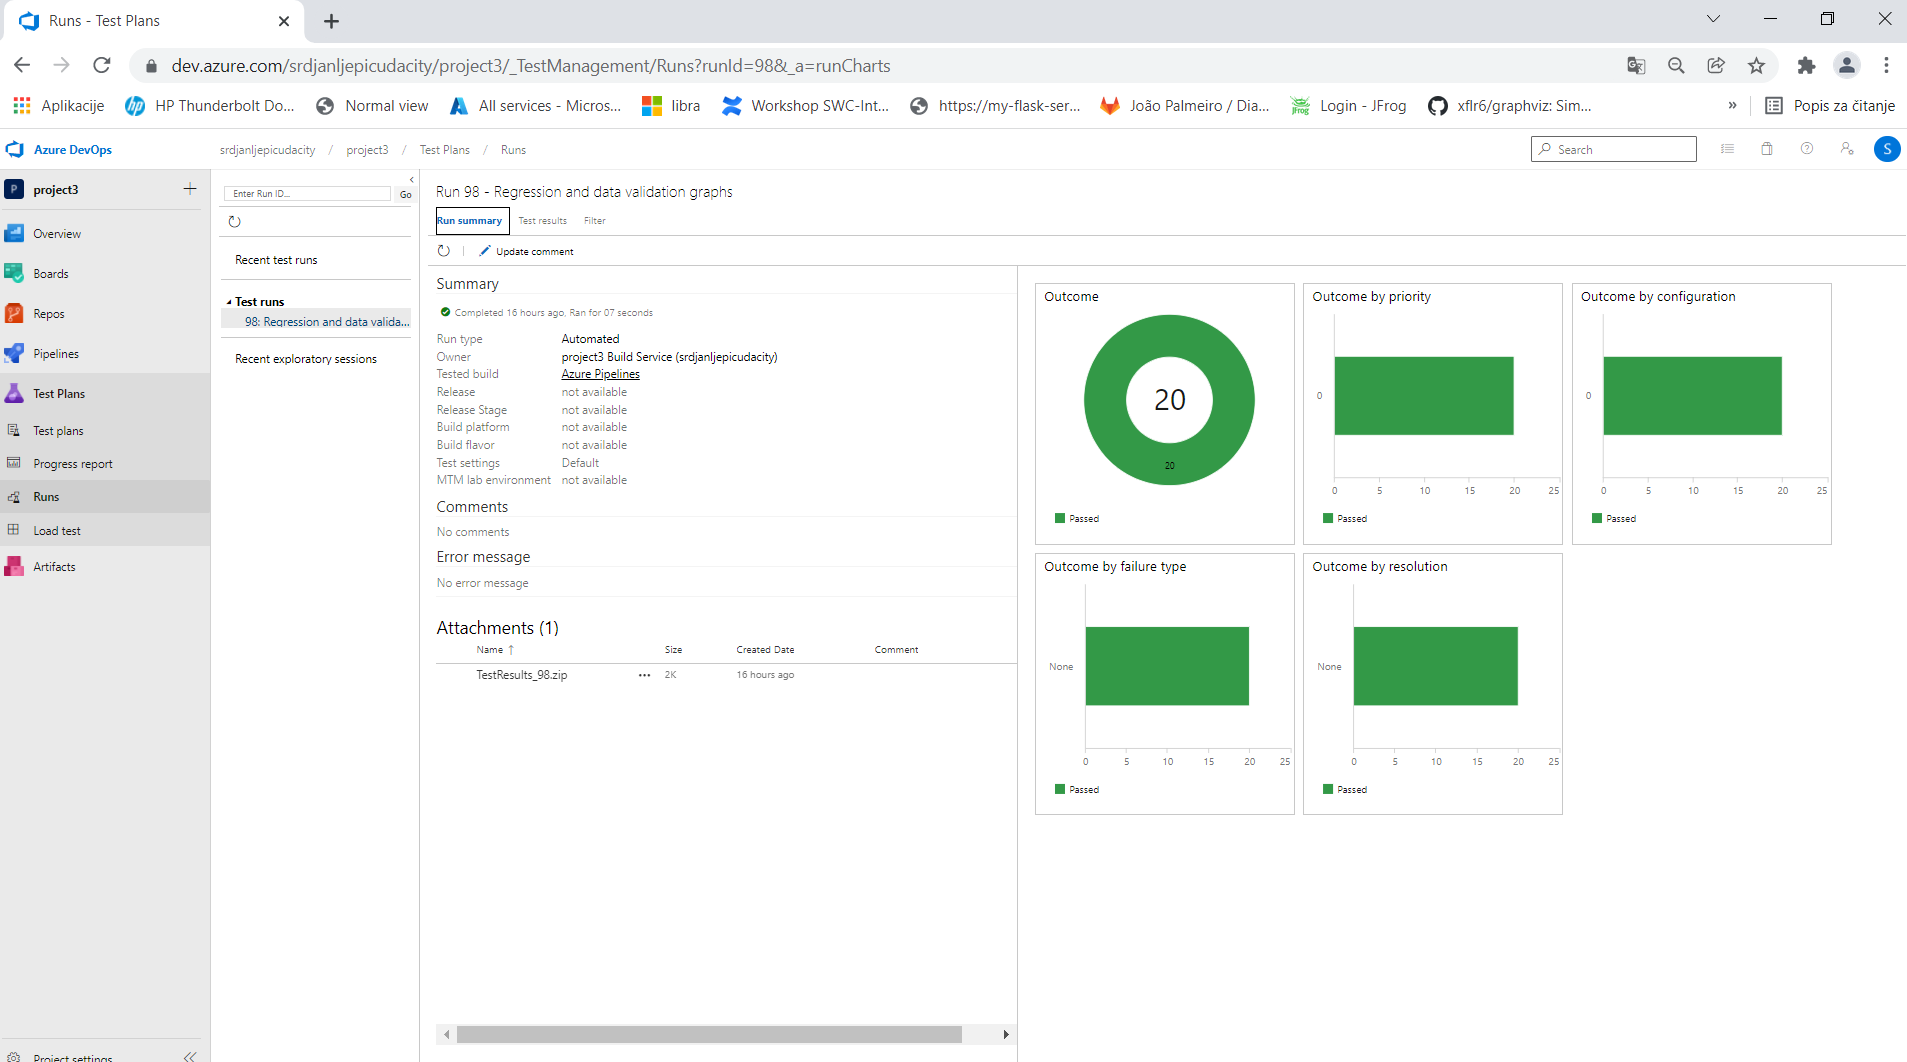 Runs - Test Plans
dev.azure.com/srdjanljepicudacity/project3/_TestManagement/Runs?runId=98&_a=runCharts
Aplikacije
HP Thunderbolt Do...
Normal view
All services - Micros...
libra
Workshop SWC-Int...
https://my-flask-ser...
João Palmeiro / Dia...
Login - JFrog
xflr6/graphviz: Sim...
»
Popis za čitanje
Azure DevOps
srdjanljepicudacity / project3 / Test Plans / Runs
Search
S
P project3
Overview
Boards
Repos
Pipelines
Test Plans
Test plans
Progress report
Runs
Load test
Artifacts
Project settings
Enter Run ID...
Go
Recent test runs
Test runs
98: Regression and data valida...
Recent exploratory sessions
Run 98 - Regression and data validation graphs
Run summary Test results Filter
Update comment
Summary
Completed 16 hours ago, Ran for 07 seconds
Run type Automated
Owner project3 Build Service (srdjanljepicudacity)
Tested build Azure Pipelines
Release not available
Release Stage not available
Build platform not available
Build flavor not available
Test settings Default
MTM lab environment not available
Comments
No comments
Error message
No error message
Attachments (1)
Name ↑ Size Created Date Comment
TestResults_98.zip ... 2K 16 hours ago
Outcome
20
20
Passed
Outcome by priority
0
0 5 10 15 20 25
Passed
Outcome by configuration
0
0 5 10 15 20 25
Passed
Outcome by failure type
None
0 5 10 15 20 25
Passed
Outcome by resolution
None
0 5 10 15 20 25
Passed